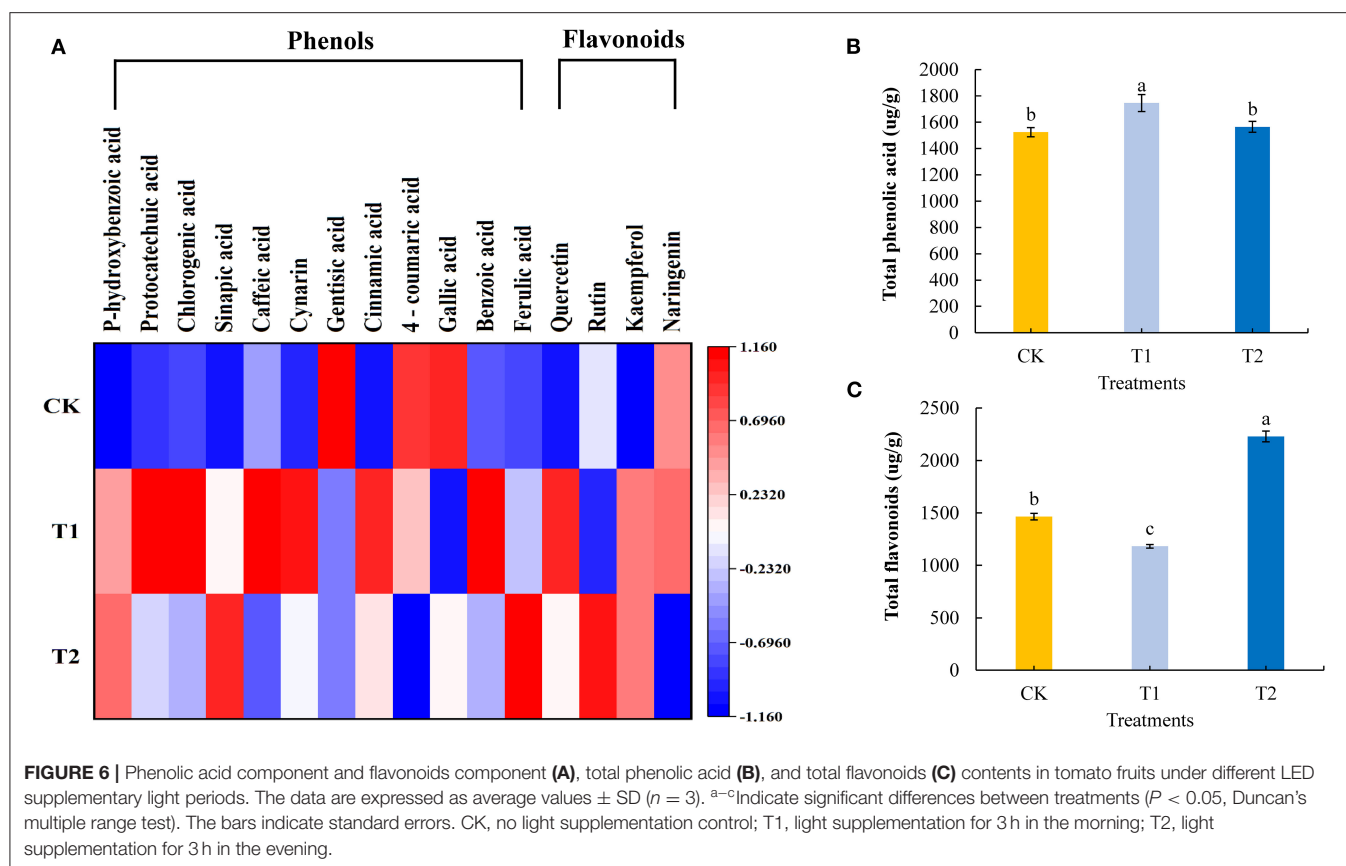 A
Phenols
Flavonoids
P-hydroxybenzoic acid
Protocatechuic acid
Chlorogenic acid
Sinapic acid
Caffeic acid
Cynarin
Gentisic acid
Cinnamic acid
4 - coumaric acid
Gallic acid
Benzoic acid
Ferulic acid
Quercetin
Rutin
Kaempferol
Naringenin
CK
T1
T2
1.160
0.6960
0.2320
-0.2320
-0.6960
-1.160
B
Total phenolic acid (ug/g)
2000
1800
1600
1400
1200
1000
800
600
400
200
0
b
a
b
CK T1 T2
Treatments
C
Total flavonoids (ug/g)
2500
2000
1500
1000
500
0
b
c
a
CK T1 T2
Treatments
FIGURE 6 | Phenolic acid component and flavonoids component (A), total phenolic acid (B), and total flavonoids (C) contents in tomato fruits under different LED
supplementary light periods. The data are expressed as average values ± SD (n = 3). a–cIndicate significant differences between treatments (P < 0.05, Duncan's
multiple range test). The bars indicate standard errors. CK, no light supplementation control; T1, light supplementation for 3 h in the morning; T2, light
supplementation for 3 h in the evening.